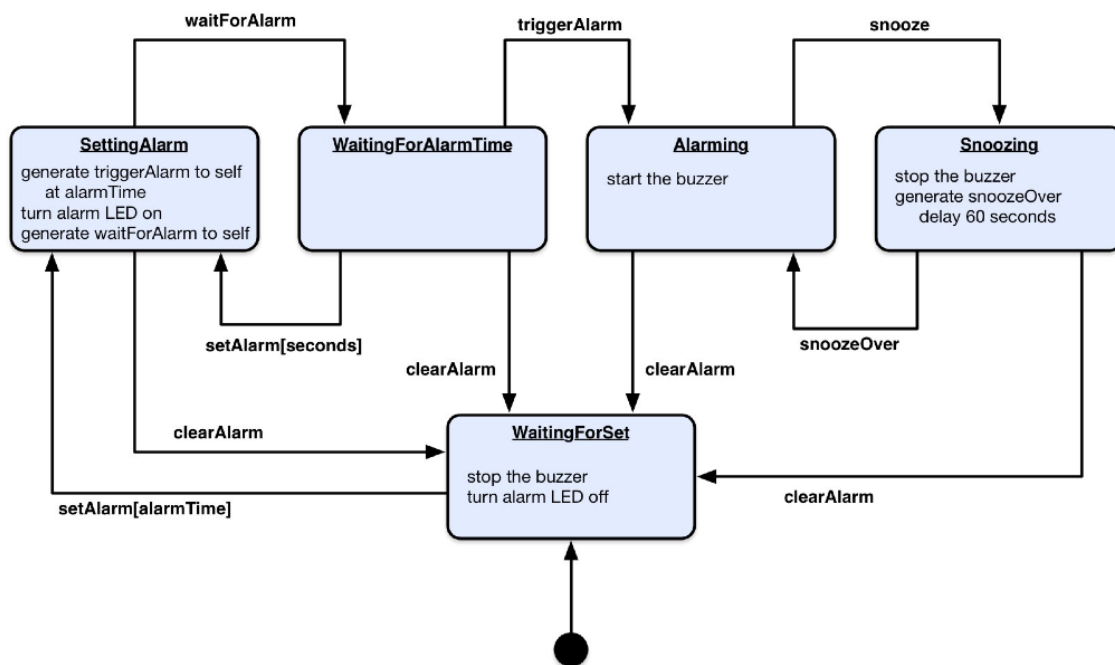 waitForAlarm
triggerAlarm
snooze
SettingAlarm
generate triggerAlarm to self
at alarmTime
turn alarm LED on
generate waitForAlarm to self
WaitingForAlarmTime
Alarming
start the buzzer
Snoozing
stop the buzzer
generate snoozeOver
delay 60 seconds
setAlarm[seconds]
snoozeOver
clearAlarm
clearAlarm
clearAlarm
WaitingForSet
stop the buzzer
turn alarm LED off
clearAlarm
setAlarm[alarmTime]